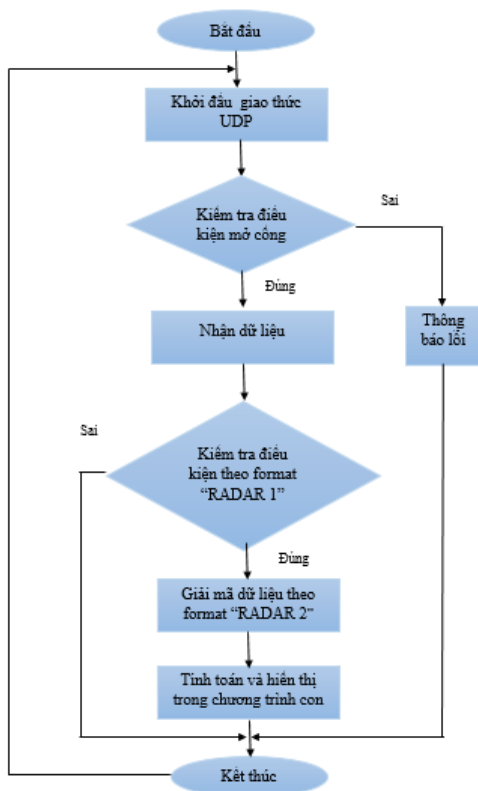 Bắt đầu
Khởi đấu giao thức
UDP
Kiểm tra điều
kiện mở cổng
Sai
Đúng
Nhận dữ liệu
Thông
báo lỗi
Sai
Kiểm tra điều
kiện theo format
“RADAR 1”
Đúng
Giải mã dữ liệu theo
format “RADAR 2”
Tính toán và hiển thị
trong chương trình con
Kết thúc